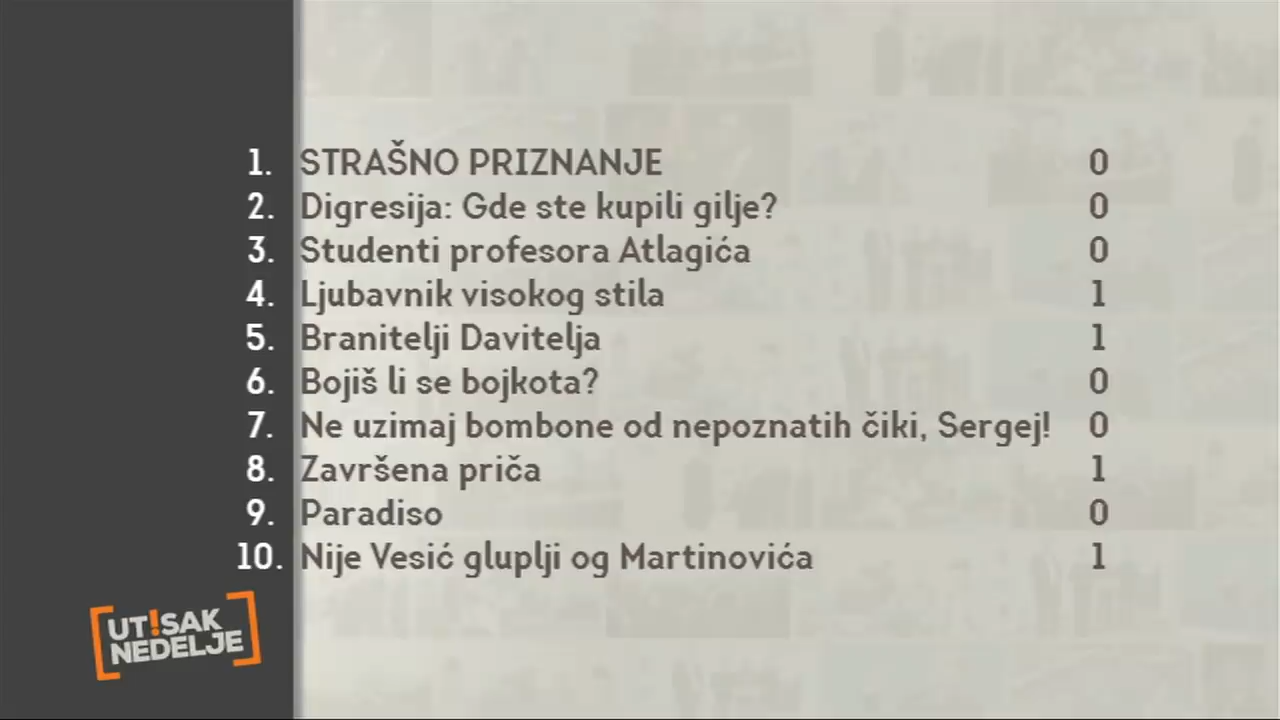 1. STRAŠNO PRIZNANJE 0
2. Digresija: Gde ste kupili gilje? 0
3. Studenti profesora Atlagića 0
4. Ljubavnik visokog stila 1
5. Branitelji Davitelja 1
6. Bojiš li se bojkota? 0
7. Ne uzimaj bombone od nepoznatih čiki, Sergej! 0
8. Završena priča 1
9. Paradiso 0
10. Nije Vesić gluplji og Martinovića 1
UT!SAK
NEDELJE